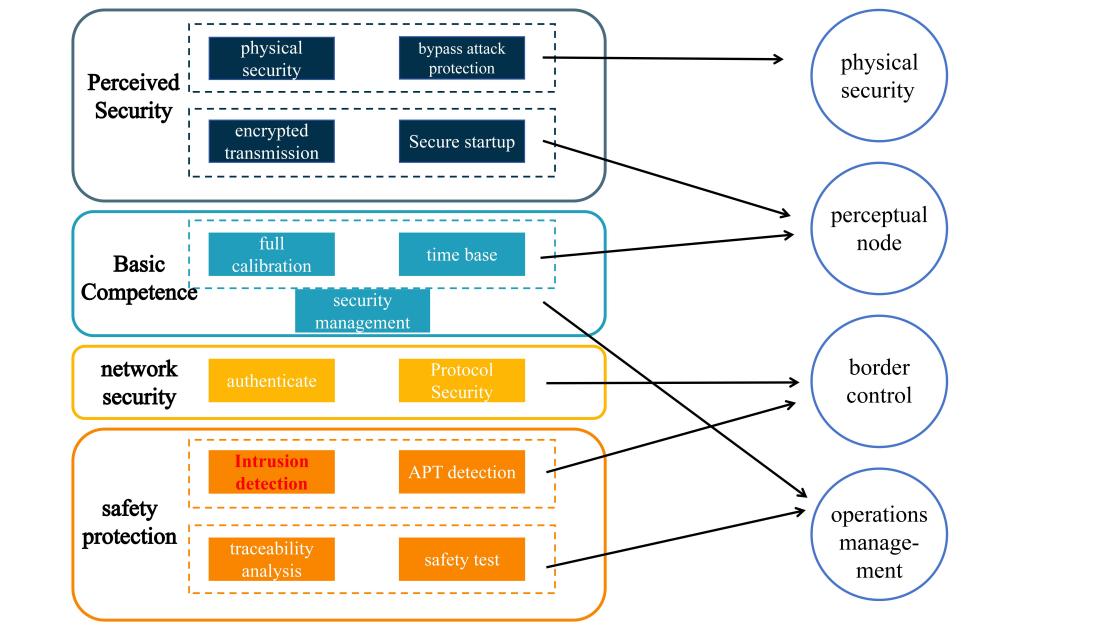 Perceived
Security
physical
security
bypass attack
protection
encrypted
transmission
Secure startup
Basic
Competence
full
calibration
time base
security
management
network
security
authenticate
Protocol
Security
safety
protection
Intrusion
detection
APT detection
traceability
analysis
safety test
physical
security
perceptual
node
border
control
operations
manage-
ment